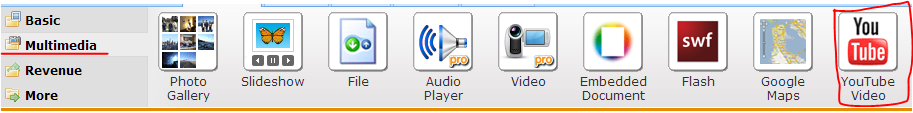 Basic
Multimedia
Revenue
More
Photo
Gallery
Slideshow
File
pro
Audio
Player
pro
Video
Embedded
Document
swf
Flash
Google
Maps
You
Tube
YouTube
Video